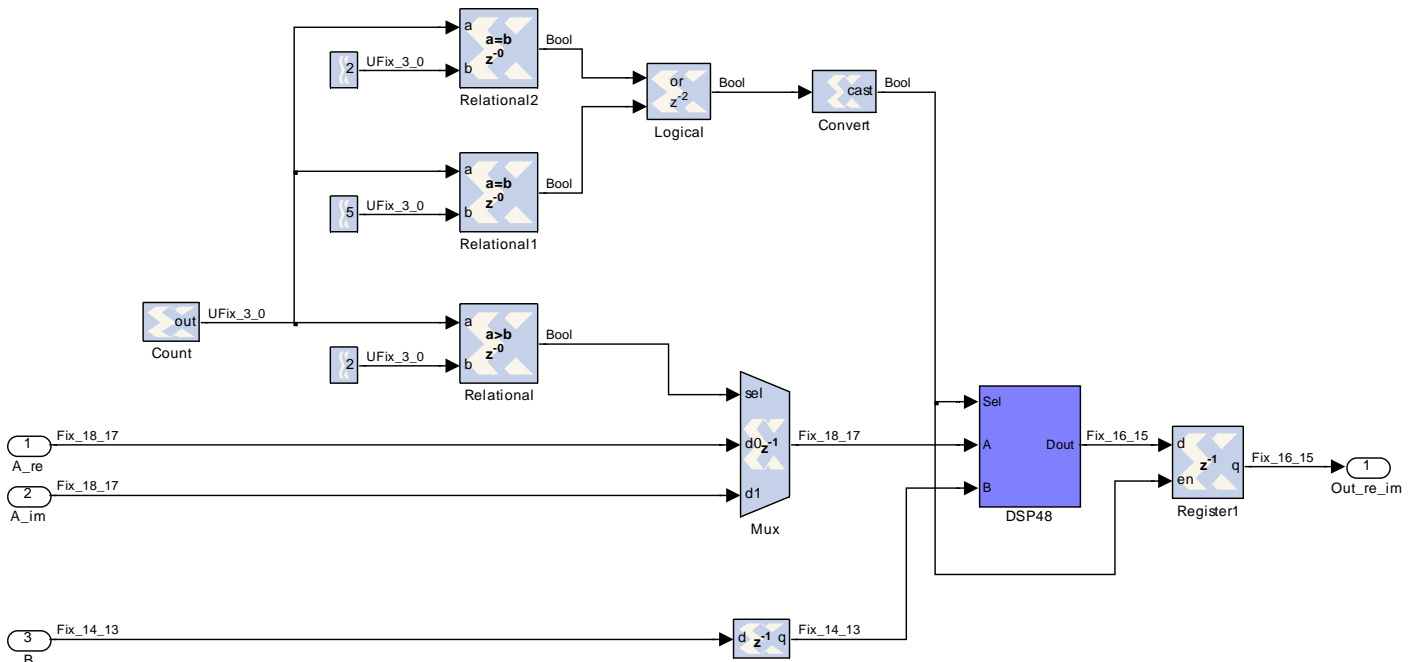 a
a=b
z-0
b
Bool
2
UFix_3_0
Relational2
or
z-2
Logical
Bool
cast
Convert
Bool
a
a=b
z-0
b
Bool
5
UFix_3_0
Relational1
out
Count
UFix_3_0
a
a>b
z-0
b
Bool
2
UFix_3_0
Relational
sel
d0
z-1
d1
Mux
1
A_re
Fix_18_17
2
A_im
Fix_18_17
Fix_18_17
Sel
A
B
Dout
DSP48
Fix_16_15
d
z-1
q
en
Register1
Fix_16_15
1
Out_re_im
3
B
Fix_14_13
d
z-1
q
Fix_14_13